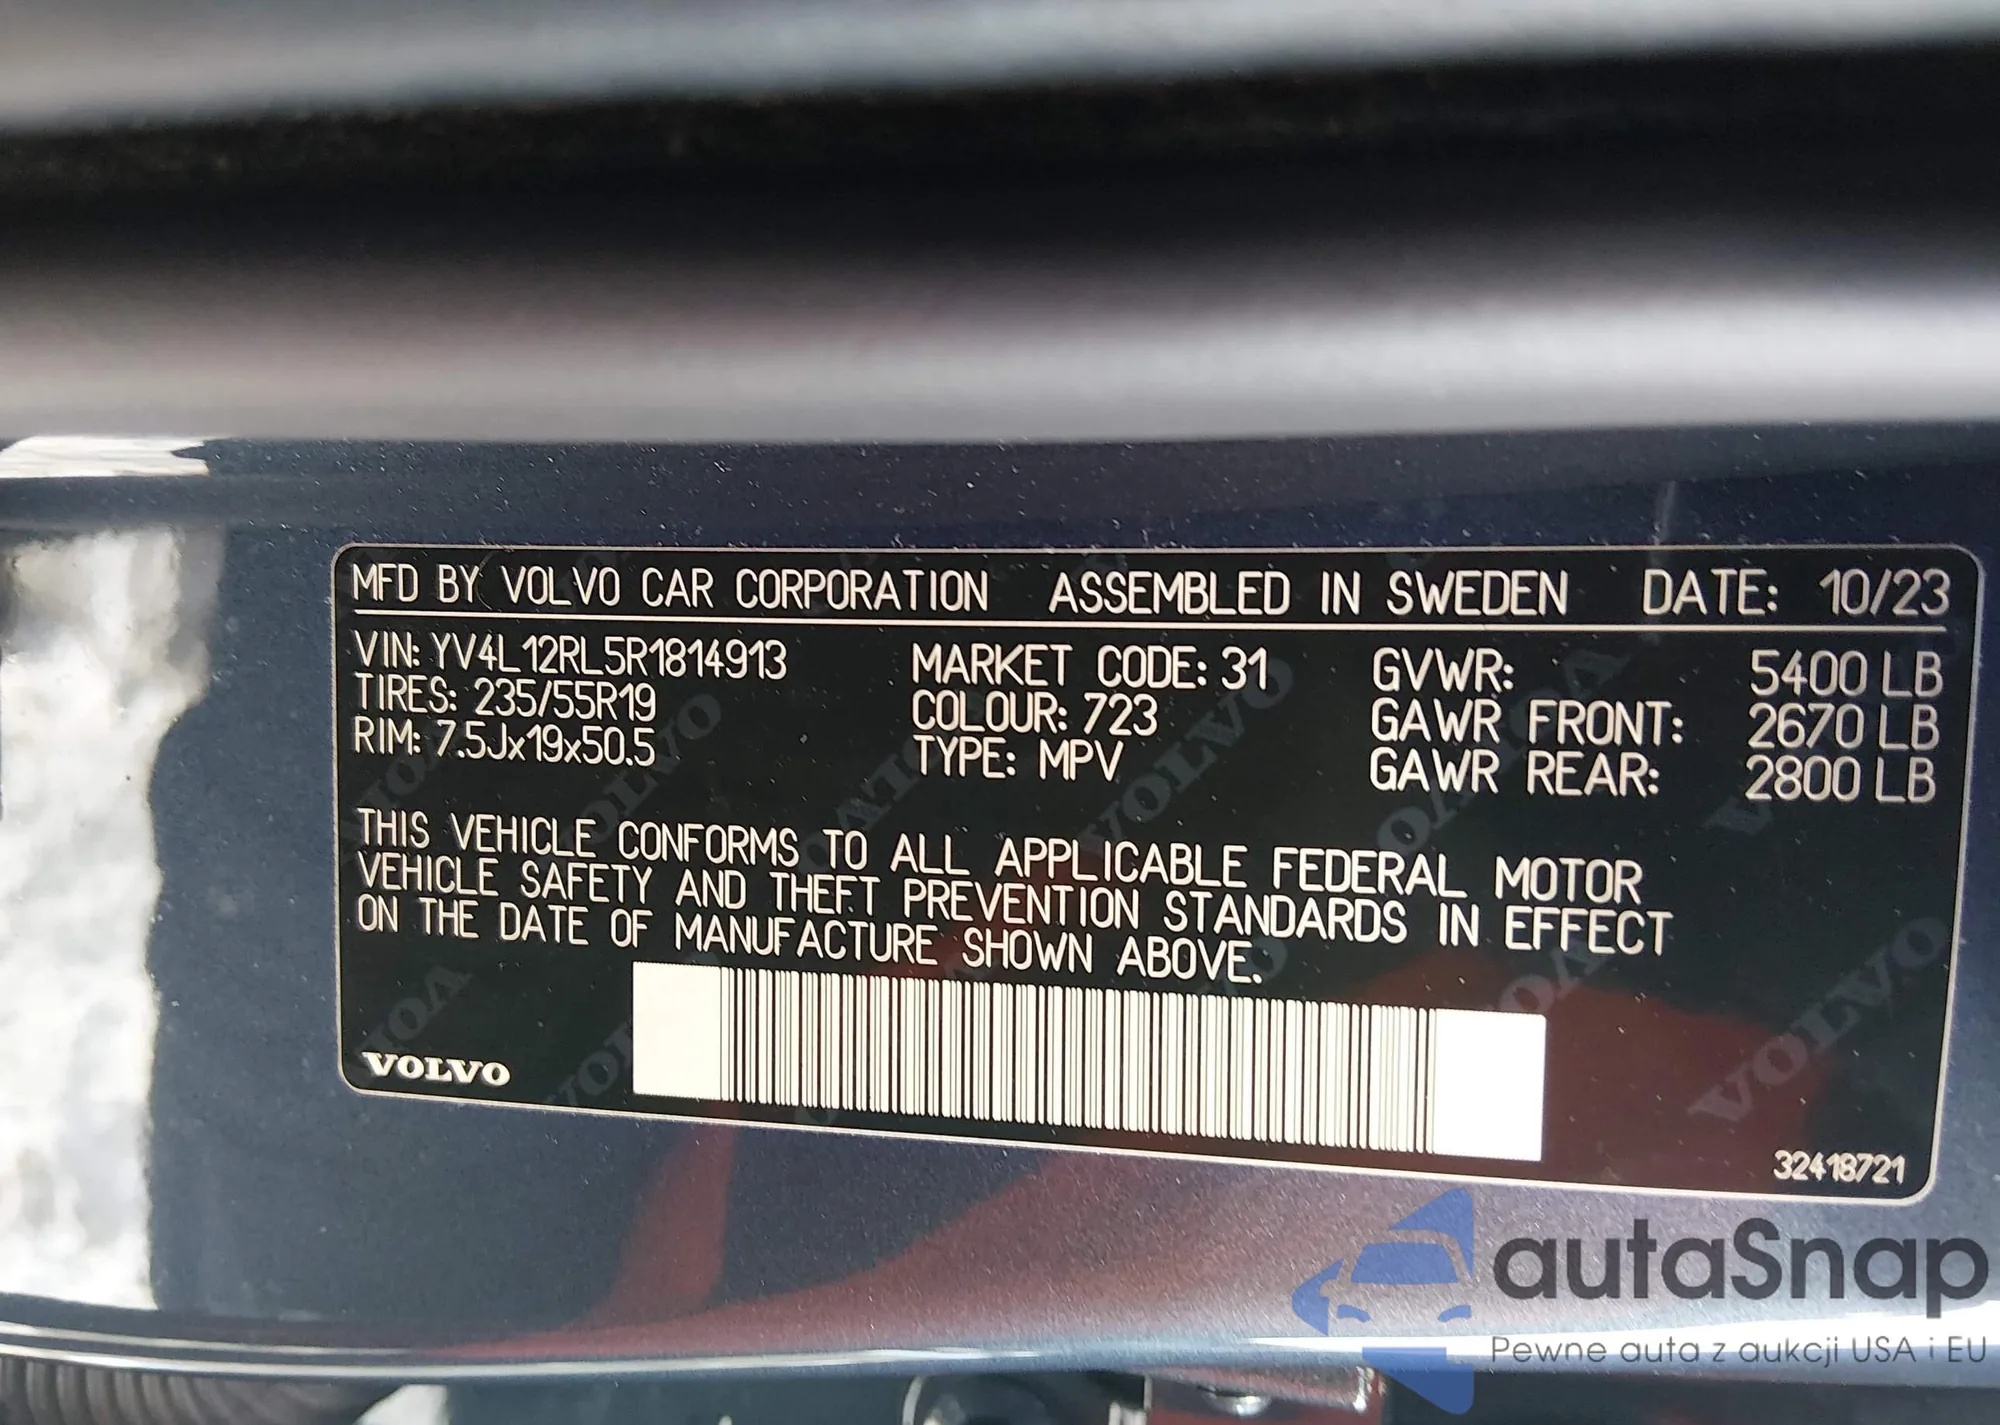 MFD BY VOLVO CAR CORPORATION ASSEMBLED IN SWEDEN DATE: 10/23
VIN: YV4L12RL5R1814913 MARKET CODE: 31 GVWR: 5400 LB
TIRES: 235/55R19 COLOUR: 723 GAWR FRONT: 2670 LB
RIM: 7.5Jx19x50.5 TYPE: MPV GAWR REAR: 2800 LB
THIS VEHICLE CONFORMS TO ALL APPLICABLE FEDERAL MOTOR
VEHICLE SAFETY AND THEFT PREVENTION STANDARDS IN EFFECT
ON THE DATE OF MANUFACTURE SHOWN ABOVE.
VOLVO
32418721
autaSnap
Pewne auta z aukcji USA i EU